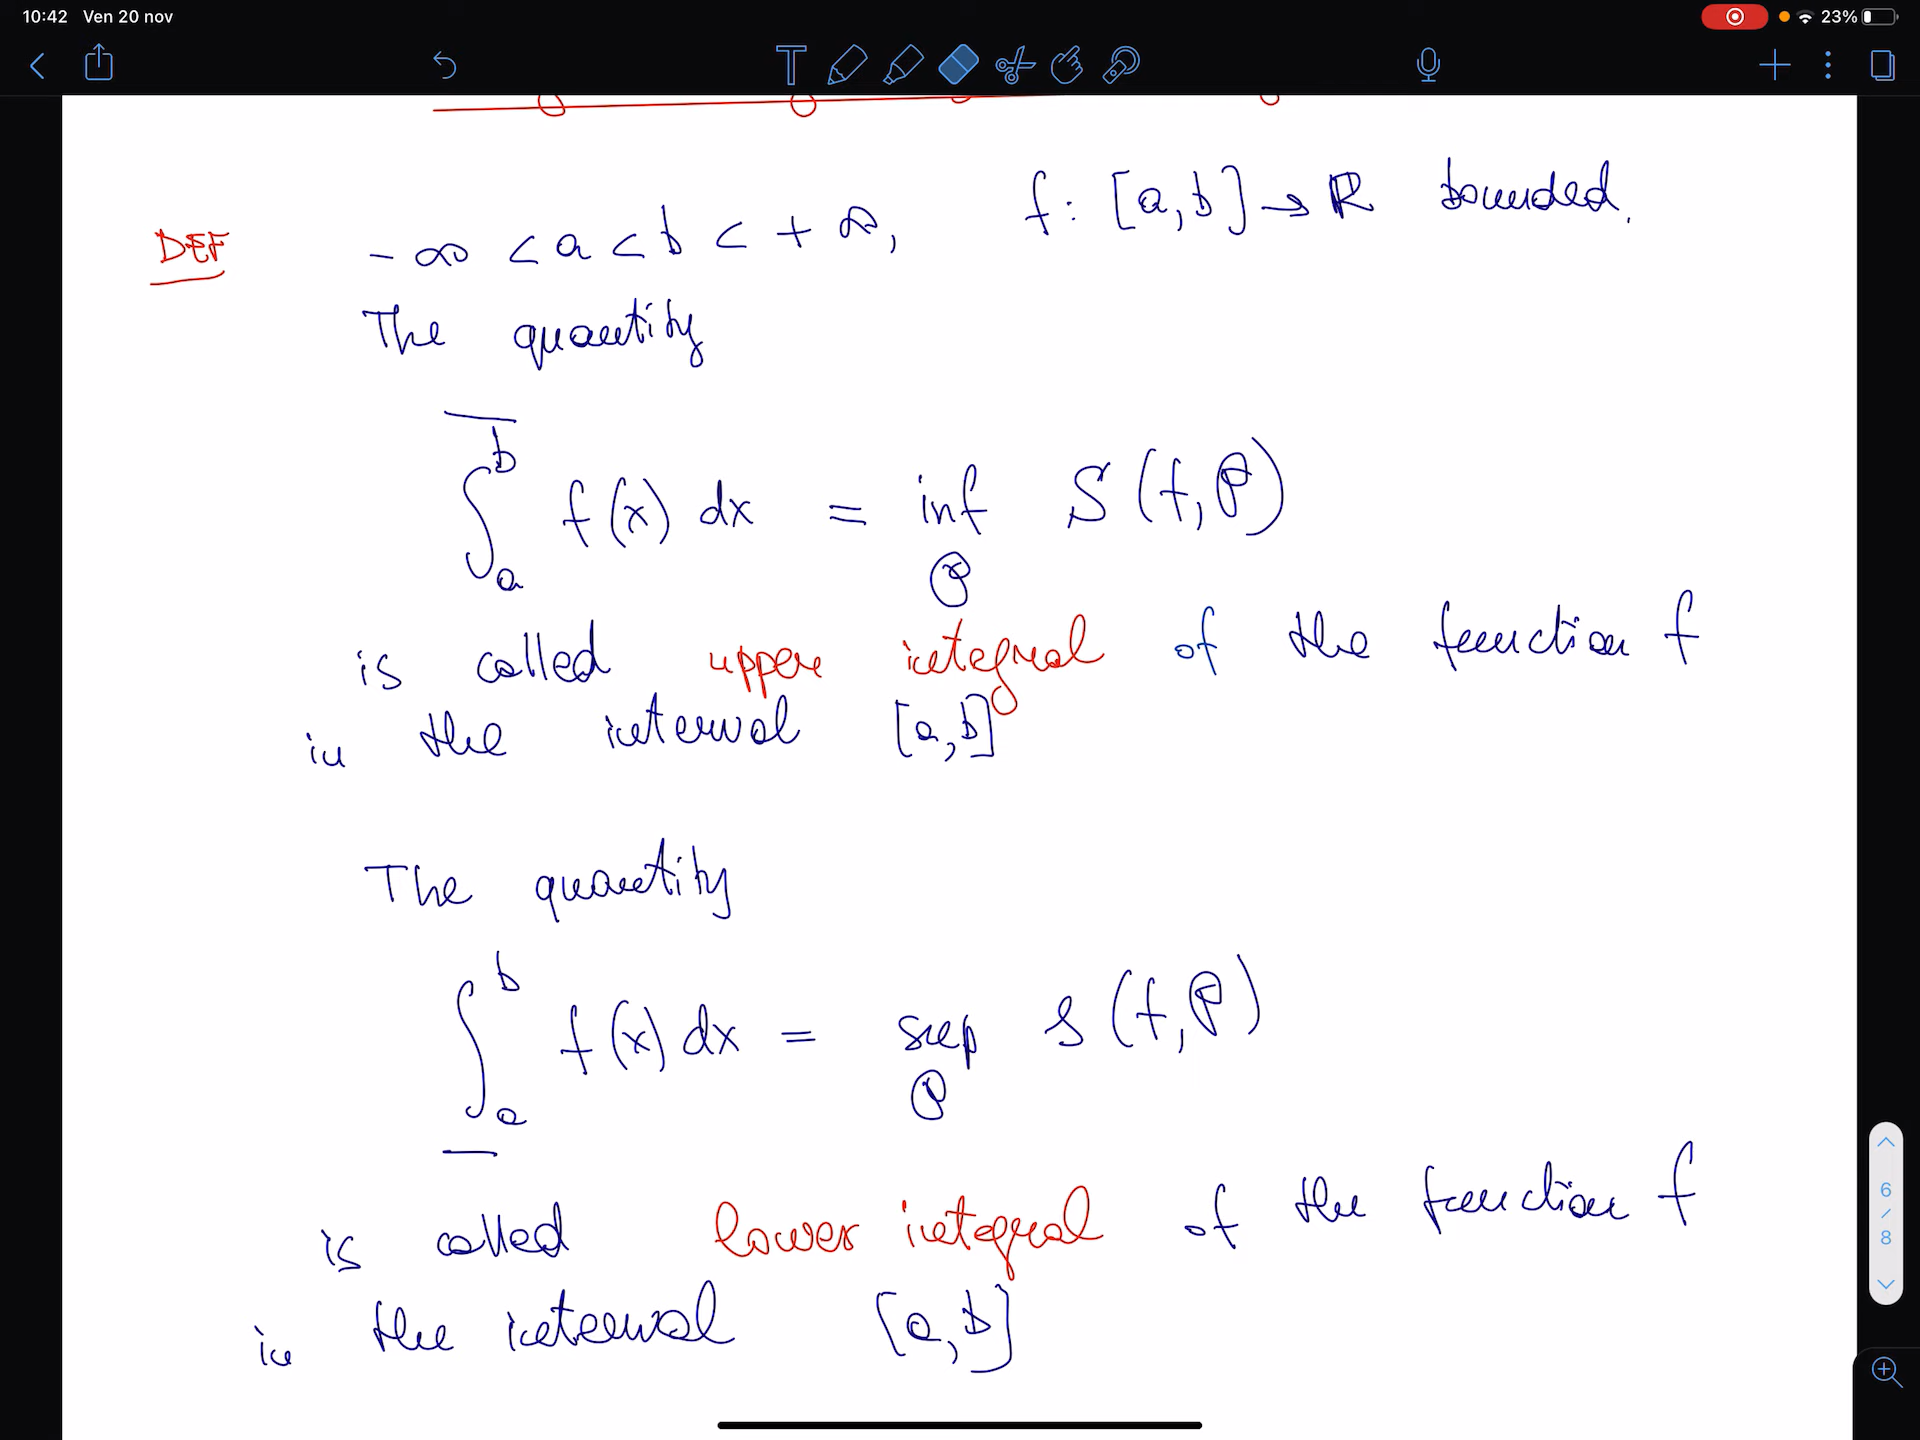 10:42 Ven 20 nov 23%
DEF -∞ < a < b < +∞, f: [a,b] → ℝ bounded.
The quantity
∫̅_a^b f(x) dx = inf_𝒫 S(f,𝒫)
is called upper integral of the function f
in the interval [a,b]
The quantity
∫̲_a^b f(x) dx = sup_𝒫 s(f,𝒫)
is called lower integral of the function f
in the interval [a,b]
6/8